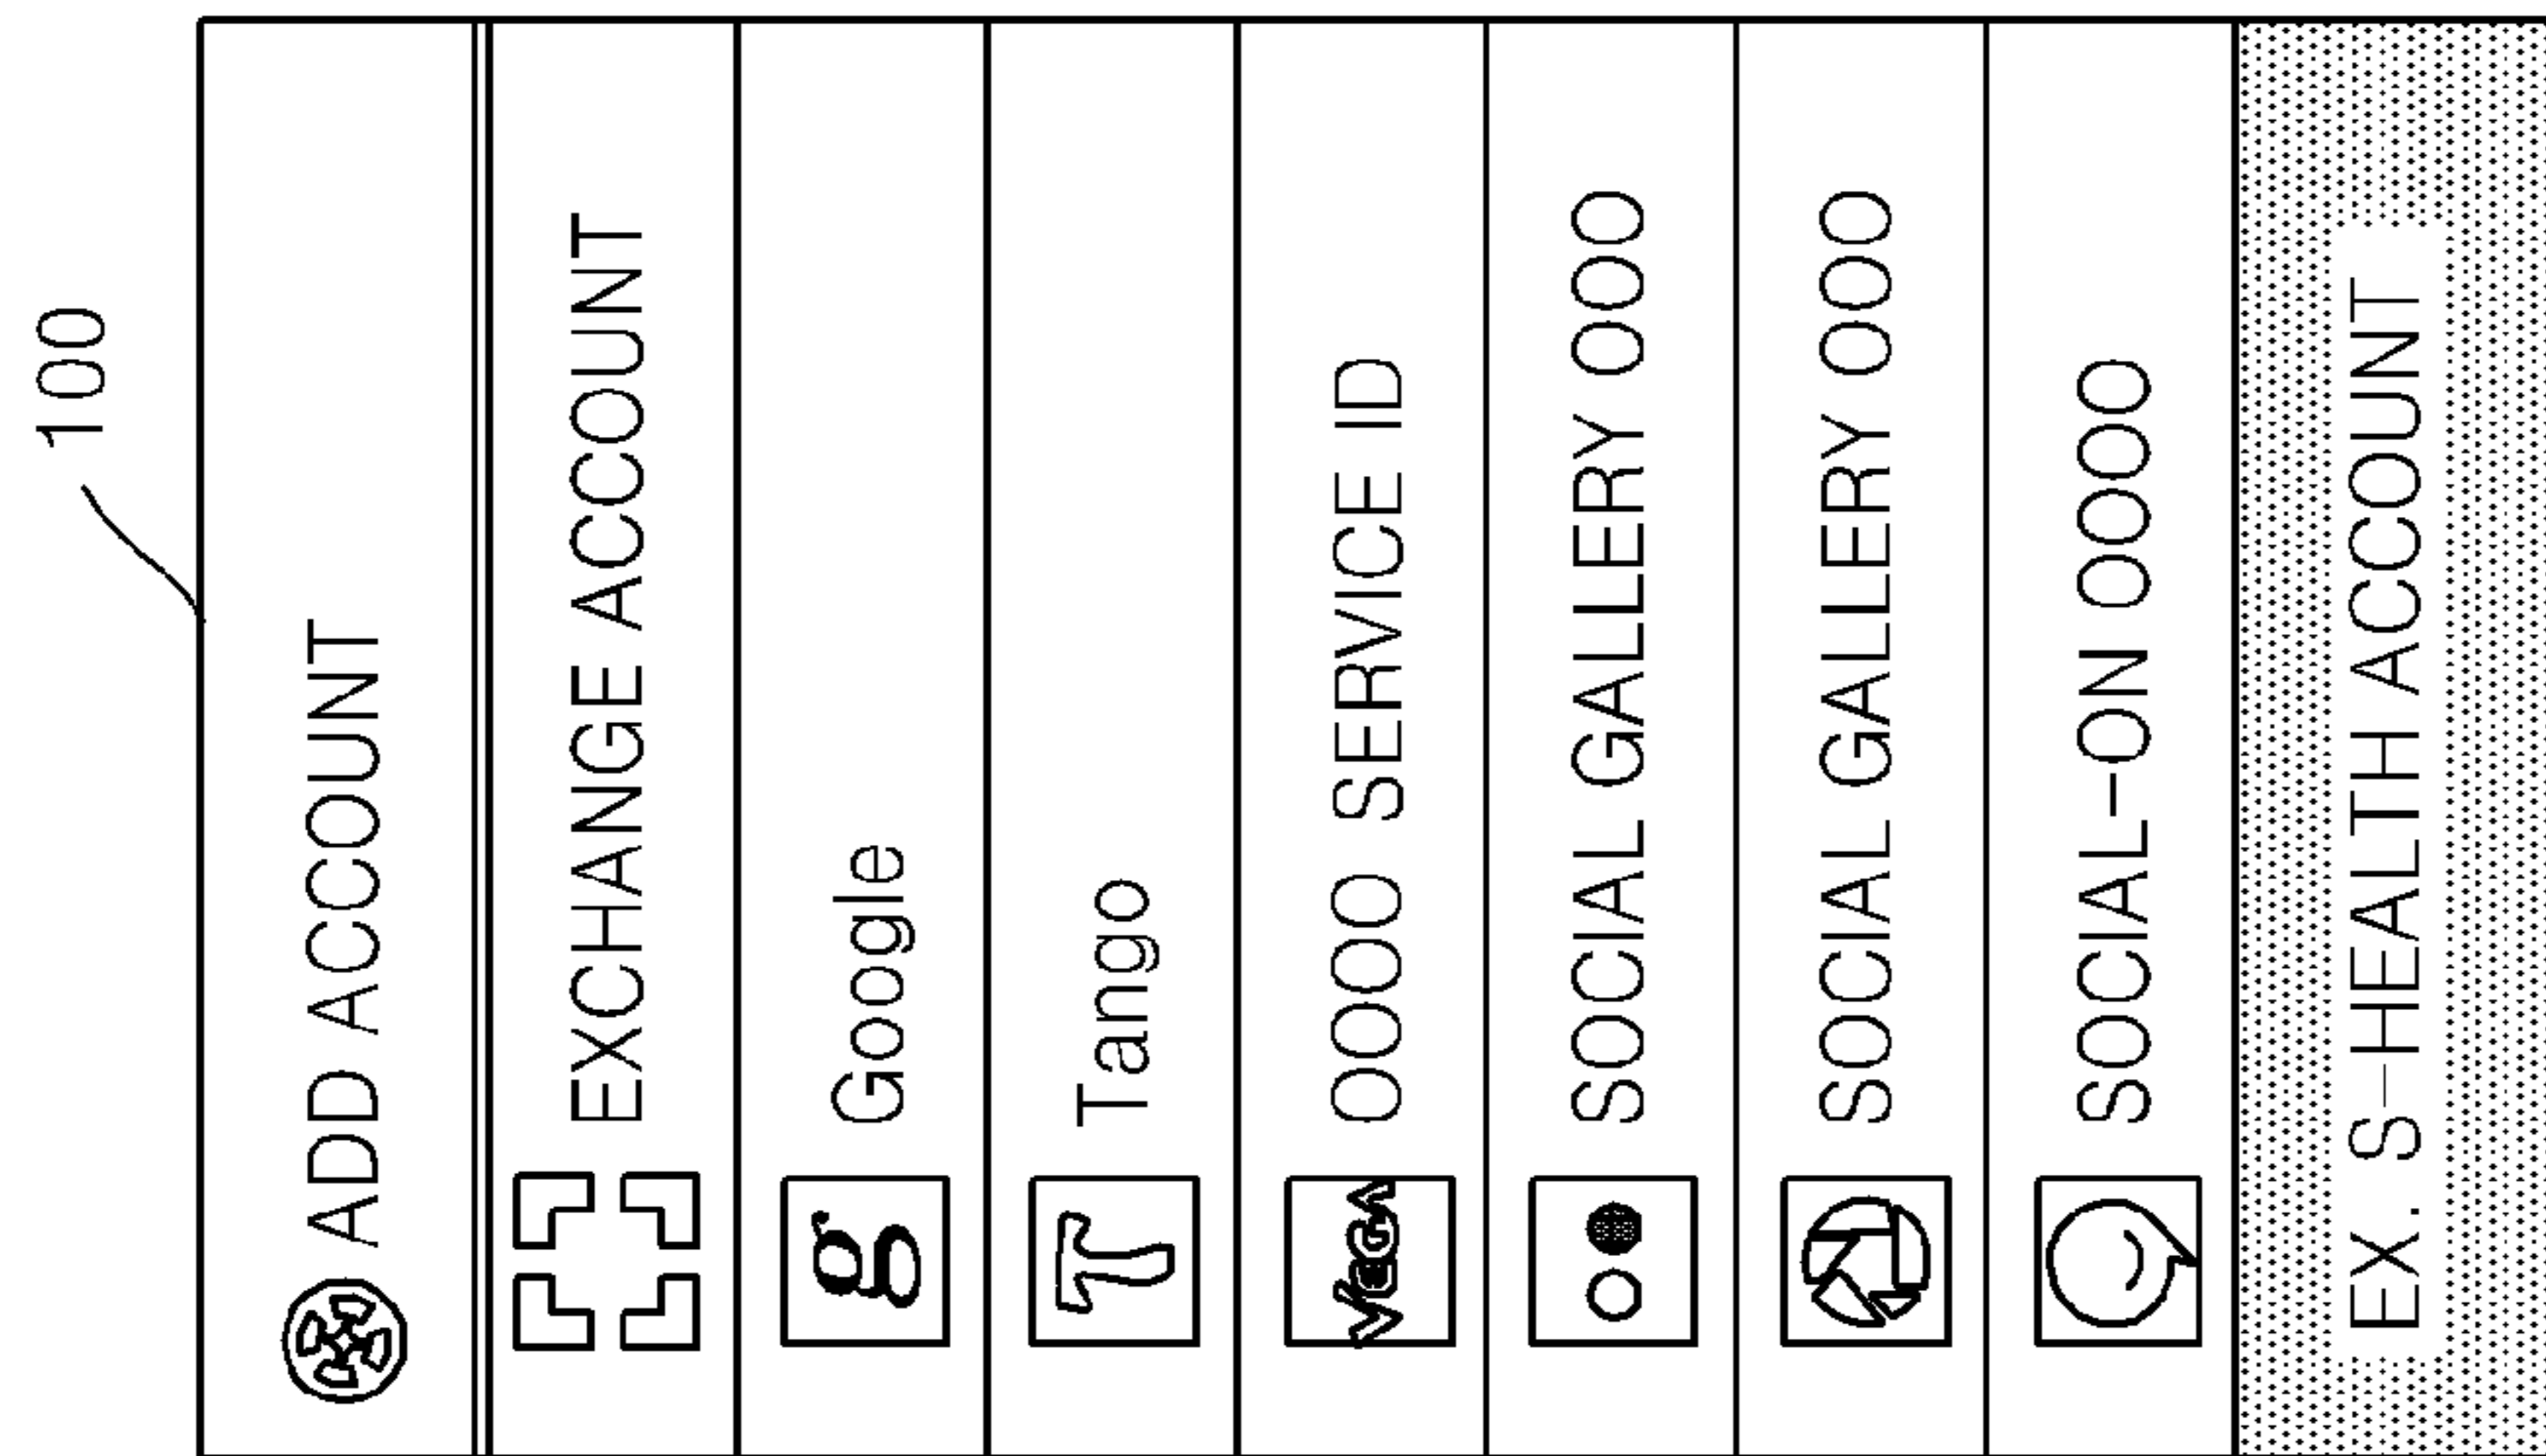 100
ADD ACCOUNT
EXCHANGE ACCOUNT
g Google
T Tango
VEGA OOOO SERVICE ID
SOCIAL GALLERY OOO
SOCIAL GALLERY OOO
SOCIAL-ON OOOO
EX. S-HEALTH ACCOUNT